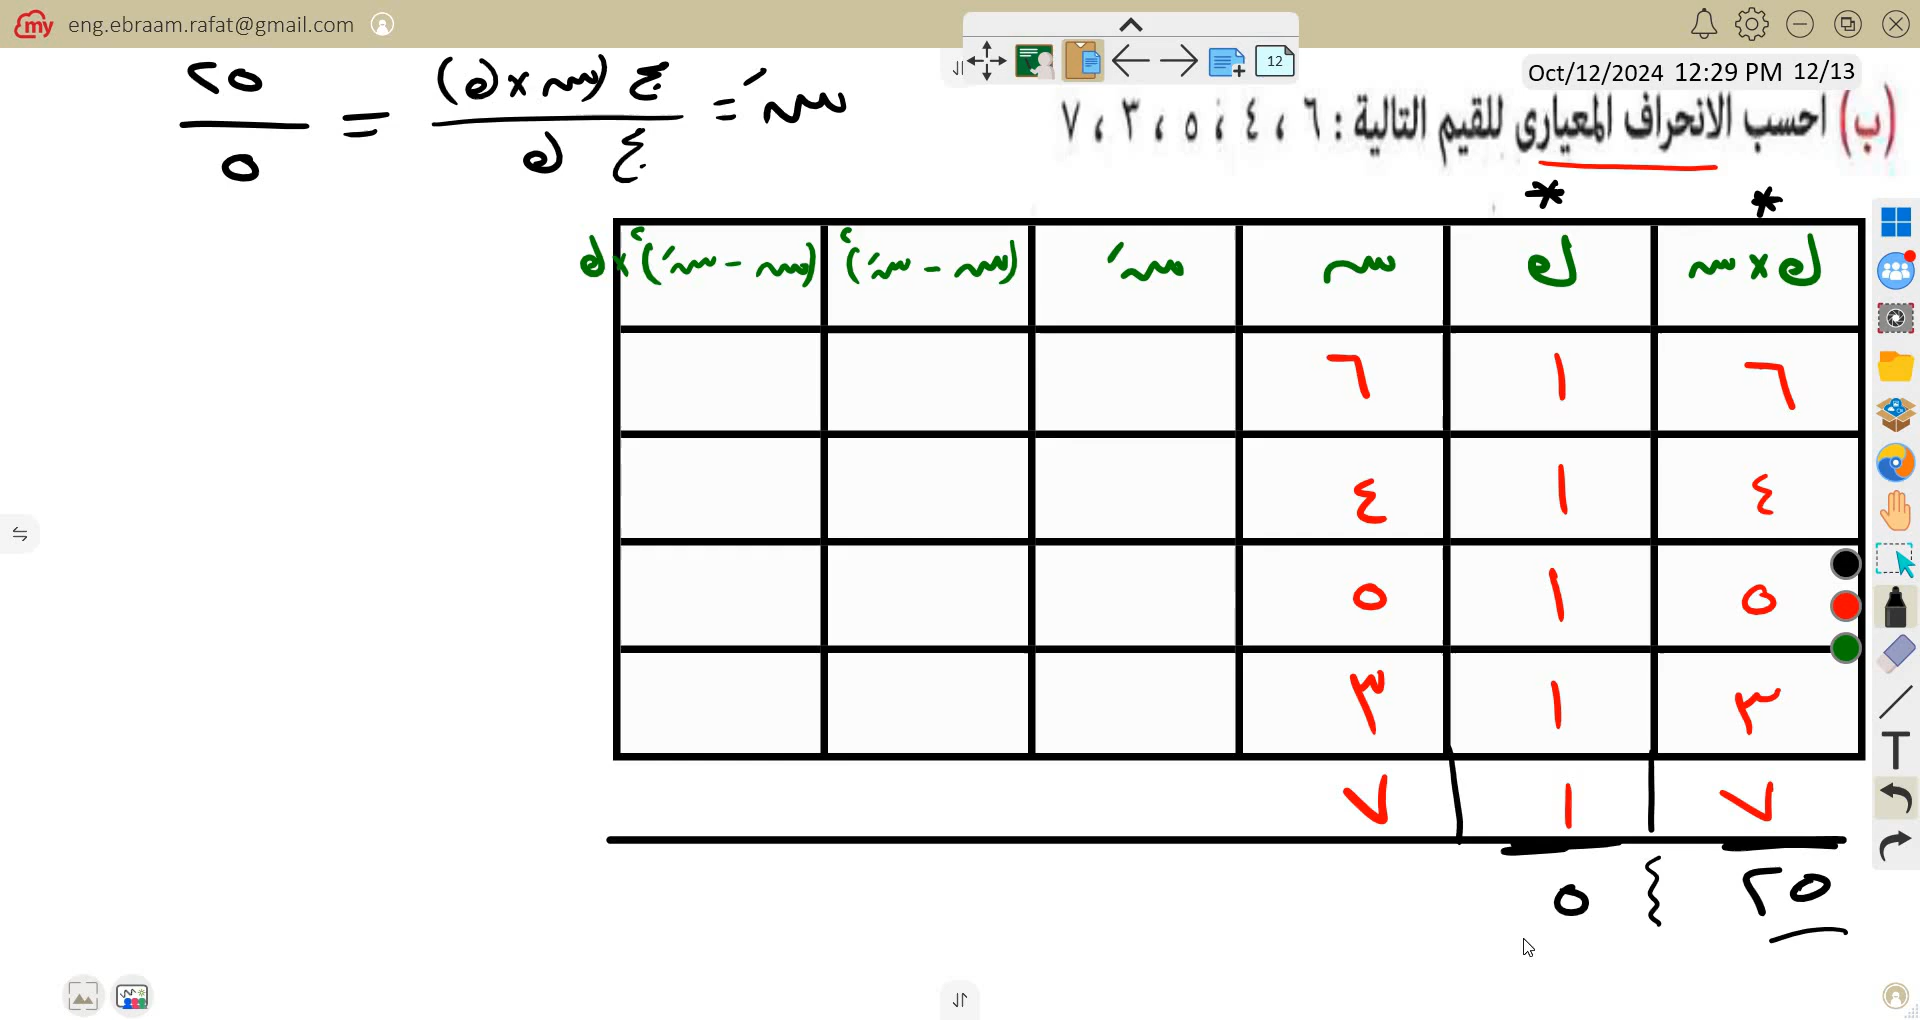 my eng.ebraam.rafat@gmail.com
12
Oct/12/2024 12:29 PM 12/13
(ب) احسب الانحراف المعيارى للقيم التالية : ٦ ، ٤ ، ٥ ، ٣ ، ٧
سَ = مجـ (س × ك) / مجـ ك = ٢٥ / ٥
* *
ك × س | ك | س | سَ | (س - سَ)٢ | (س - سَ)٢ × ك
٦ ١ ٦
٤ ١ ٤
٥ ١ ٥
٣ ١ ٣
٧ ١ ٧
٢٥ ٥
T